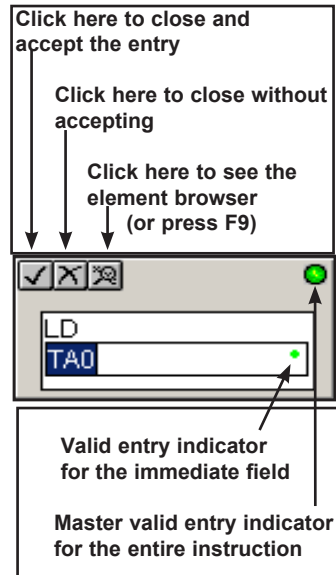 Click here to close and
accept the entry
Click here to close without
accepting
Click here to see the
element browser
(or press F9)
LD
TA0
Valid entry indicator
for the immediate field
Master valid entry indicator
for the entire instruction